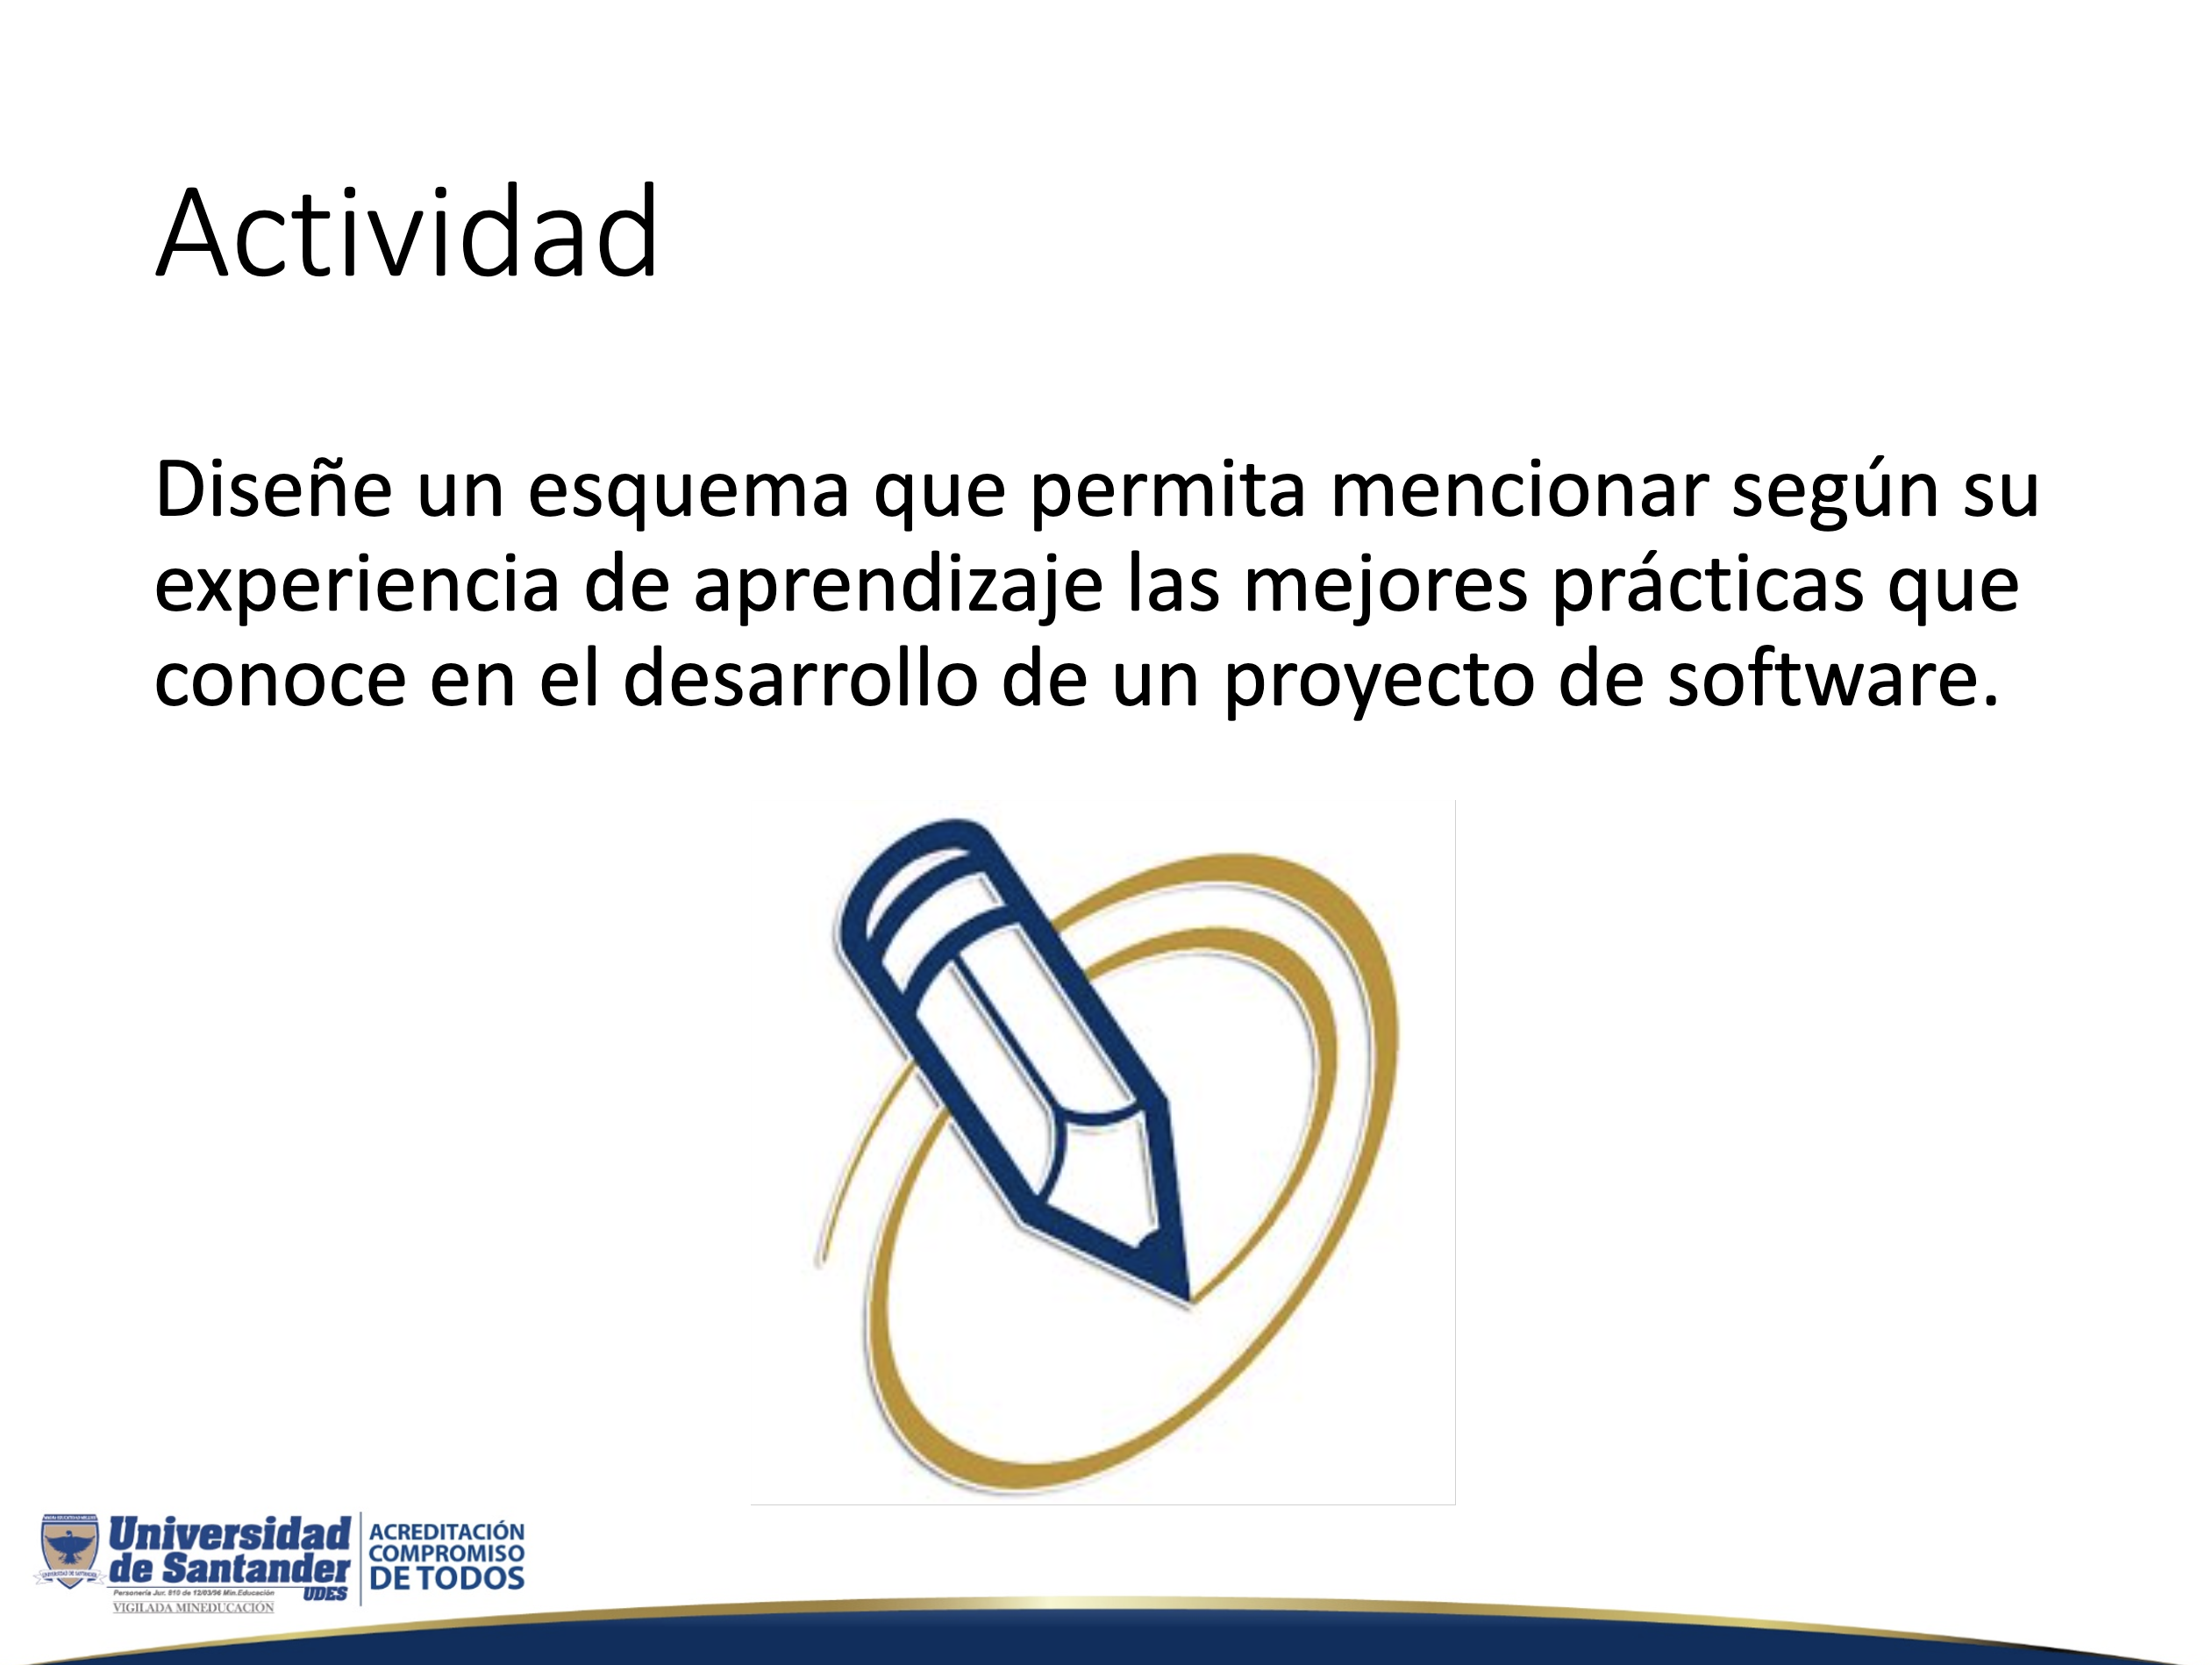 Actividad
Diseñe un esquema que permita mencionar según su
experiencia de aprendizaje las mejores prácticas que
conoce en el desarrollo de un proyecto de software.
Universidad
de Santander
UDES
Personería Jur. 810 de 12/03/96 Min.Educación
VIGILADA MINEDUCACIÓN
ACREDITACIÓN
COMPROMISO
DE TODOS